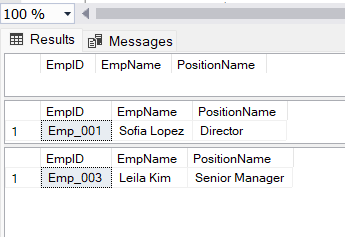 100 %
Results Messages
EmpID EmpName PositionName
EmpID EmpName PositionName
1 Emp_001 Sofia Lopez Director
EmpID EmpName PositionName
1 Emp_003 Leila Kim Senior Manager